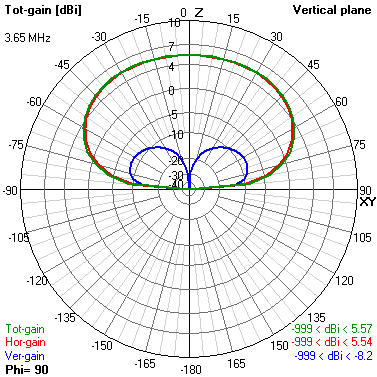 Tot-gain [dBi]
Vertical plane
3.65 MHz
0 Z
-15 15
-30 30
-45 45
-60 60
-75 75
-90 90
XY
-105 105
-120 120
-135 135
-150 150
-165 165
-180
10
7
4
0
-5
-10
-20
-30
-40
Tot-gain -999 < dBi < 5.57
Hor-gain -999 < dBi < 5.54
Ver-gain -999 < dBi < -8.2
Phi= 90